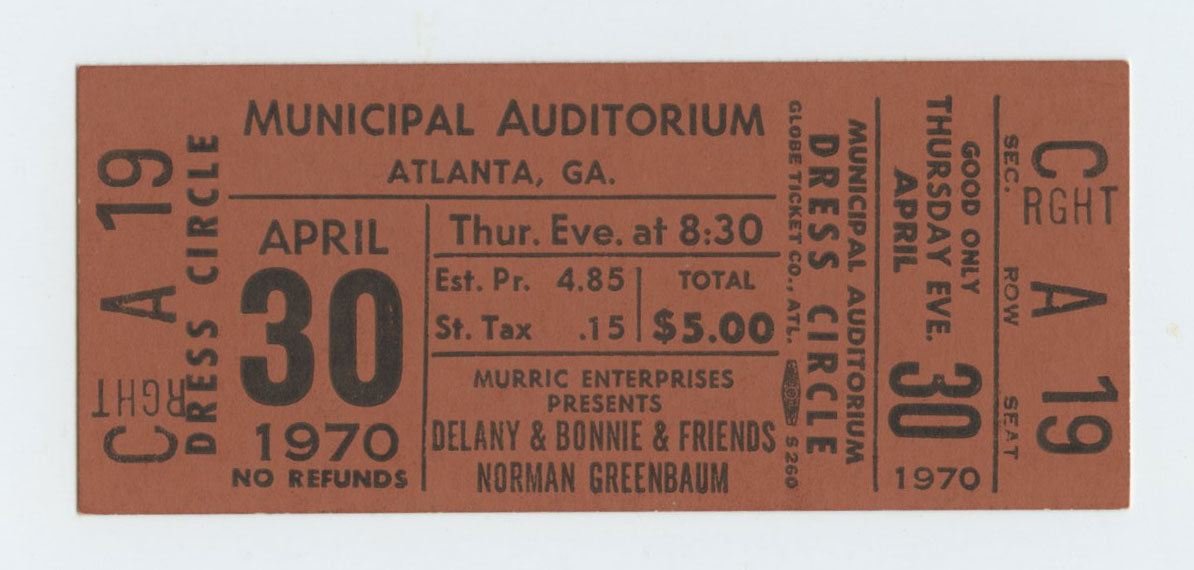 C RGHT A 19
DRESS CIRCLE
MUNICIPAL AUDITORIUM
ATLANTA, GA.
APRIL
30
1970
NO REFUNDS
Thur. Eve. at 8:30
Est. Pr. 4.85
St. Tax .15
TOTAL
$5.00
MURRIC ENTERPRISES
PRESENTS
DELANY & BONNIE & FRIENDS
NORMAN GREENBAUM
MUNICIPAL AUDITORIUM
DRESS CIRCLE
GLOBE TICKET CO., ATL. S260
GOOD ONLY
THURSDAY EVE.
APRIL
30
1970
SEC. ROW SEAT
C RGHT A 19